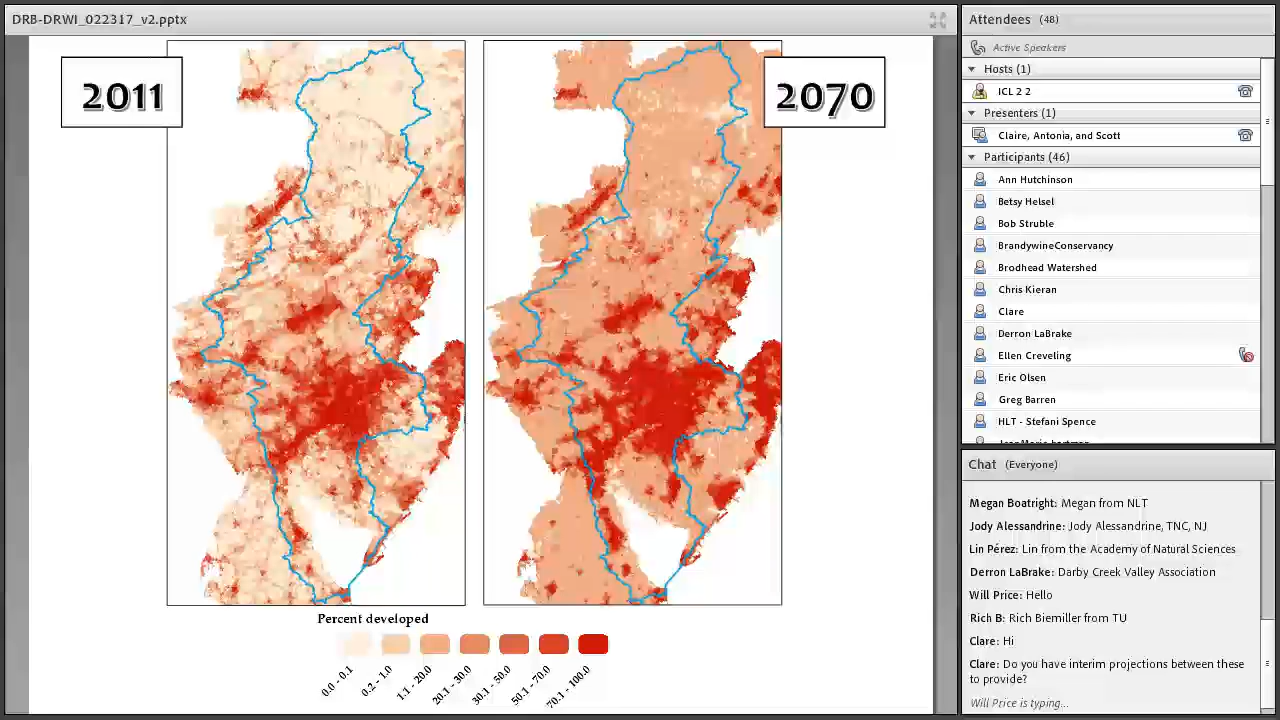 DRB-DRWI_022317_v2.pptx
2011
2070
Percent developed
0.0 - 0.1
0.2 - 1.0
1.1 - 20.0
20.1 - 30.0
30.1 - 50.0
50.1 - 70.0
70.1 - 100.0
Attendees (48)
Active Speakers
Hosts (1)
ICL 2 2
Presenters (1)
Claire, Antonia, and Scott
Participants (46)
Ann Hutchinson
Betsy Helsel
Bob Struble
BrandywineConservancy
Brodhead Watershed
Chris Kieran
Clare
Derron LaBrake
Ellen Creveling
Eric Olsen
Greg Barren
HLT - Stefani Spence
Chat (Everyone)
Megan Boatright: Megan from NLT
Jody Alessandrine: Jody Alessandrine, TNC, NJ
Lin Pérez: Lin from the Academy of Natural Sciences
Derron LaBrake: Darby Creek Valley Association
Will Price: Hello
Rich B: Rich Biemiller from TU
Clare: Hi
Clare: Do you have interim projections between these
to provide?
Will Price is typing...